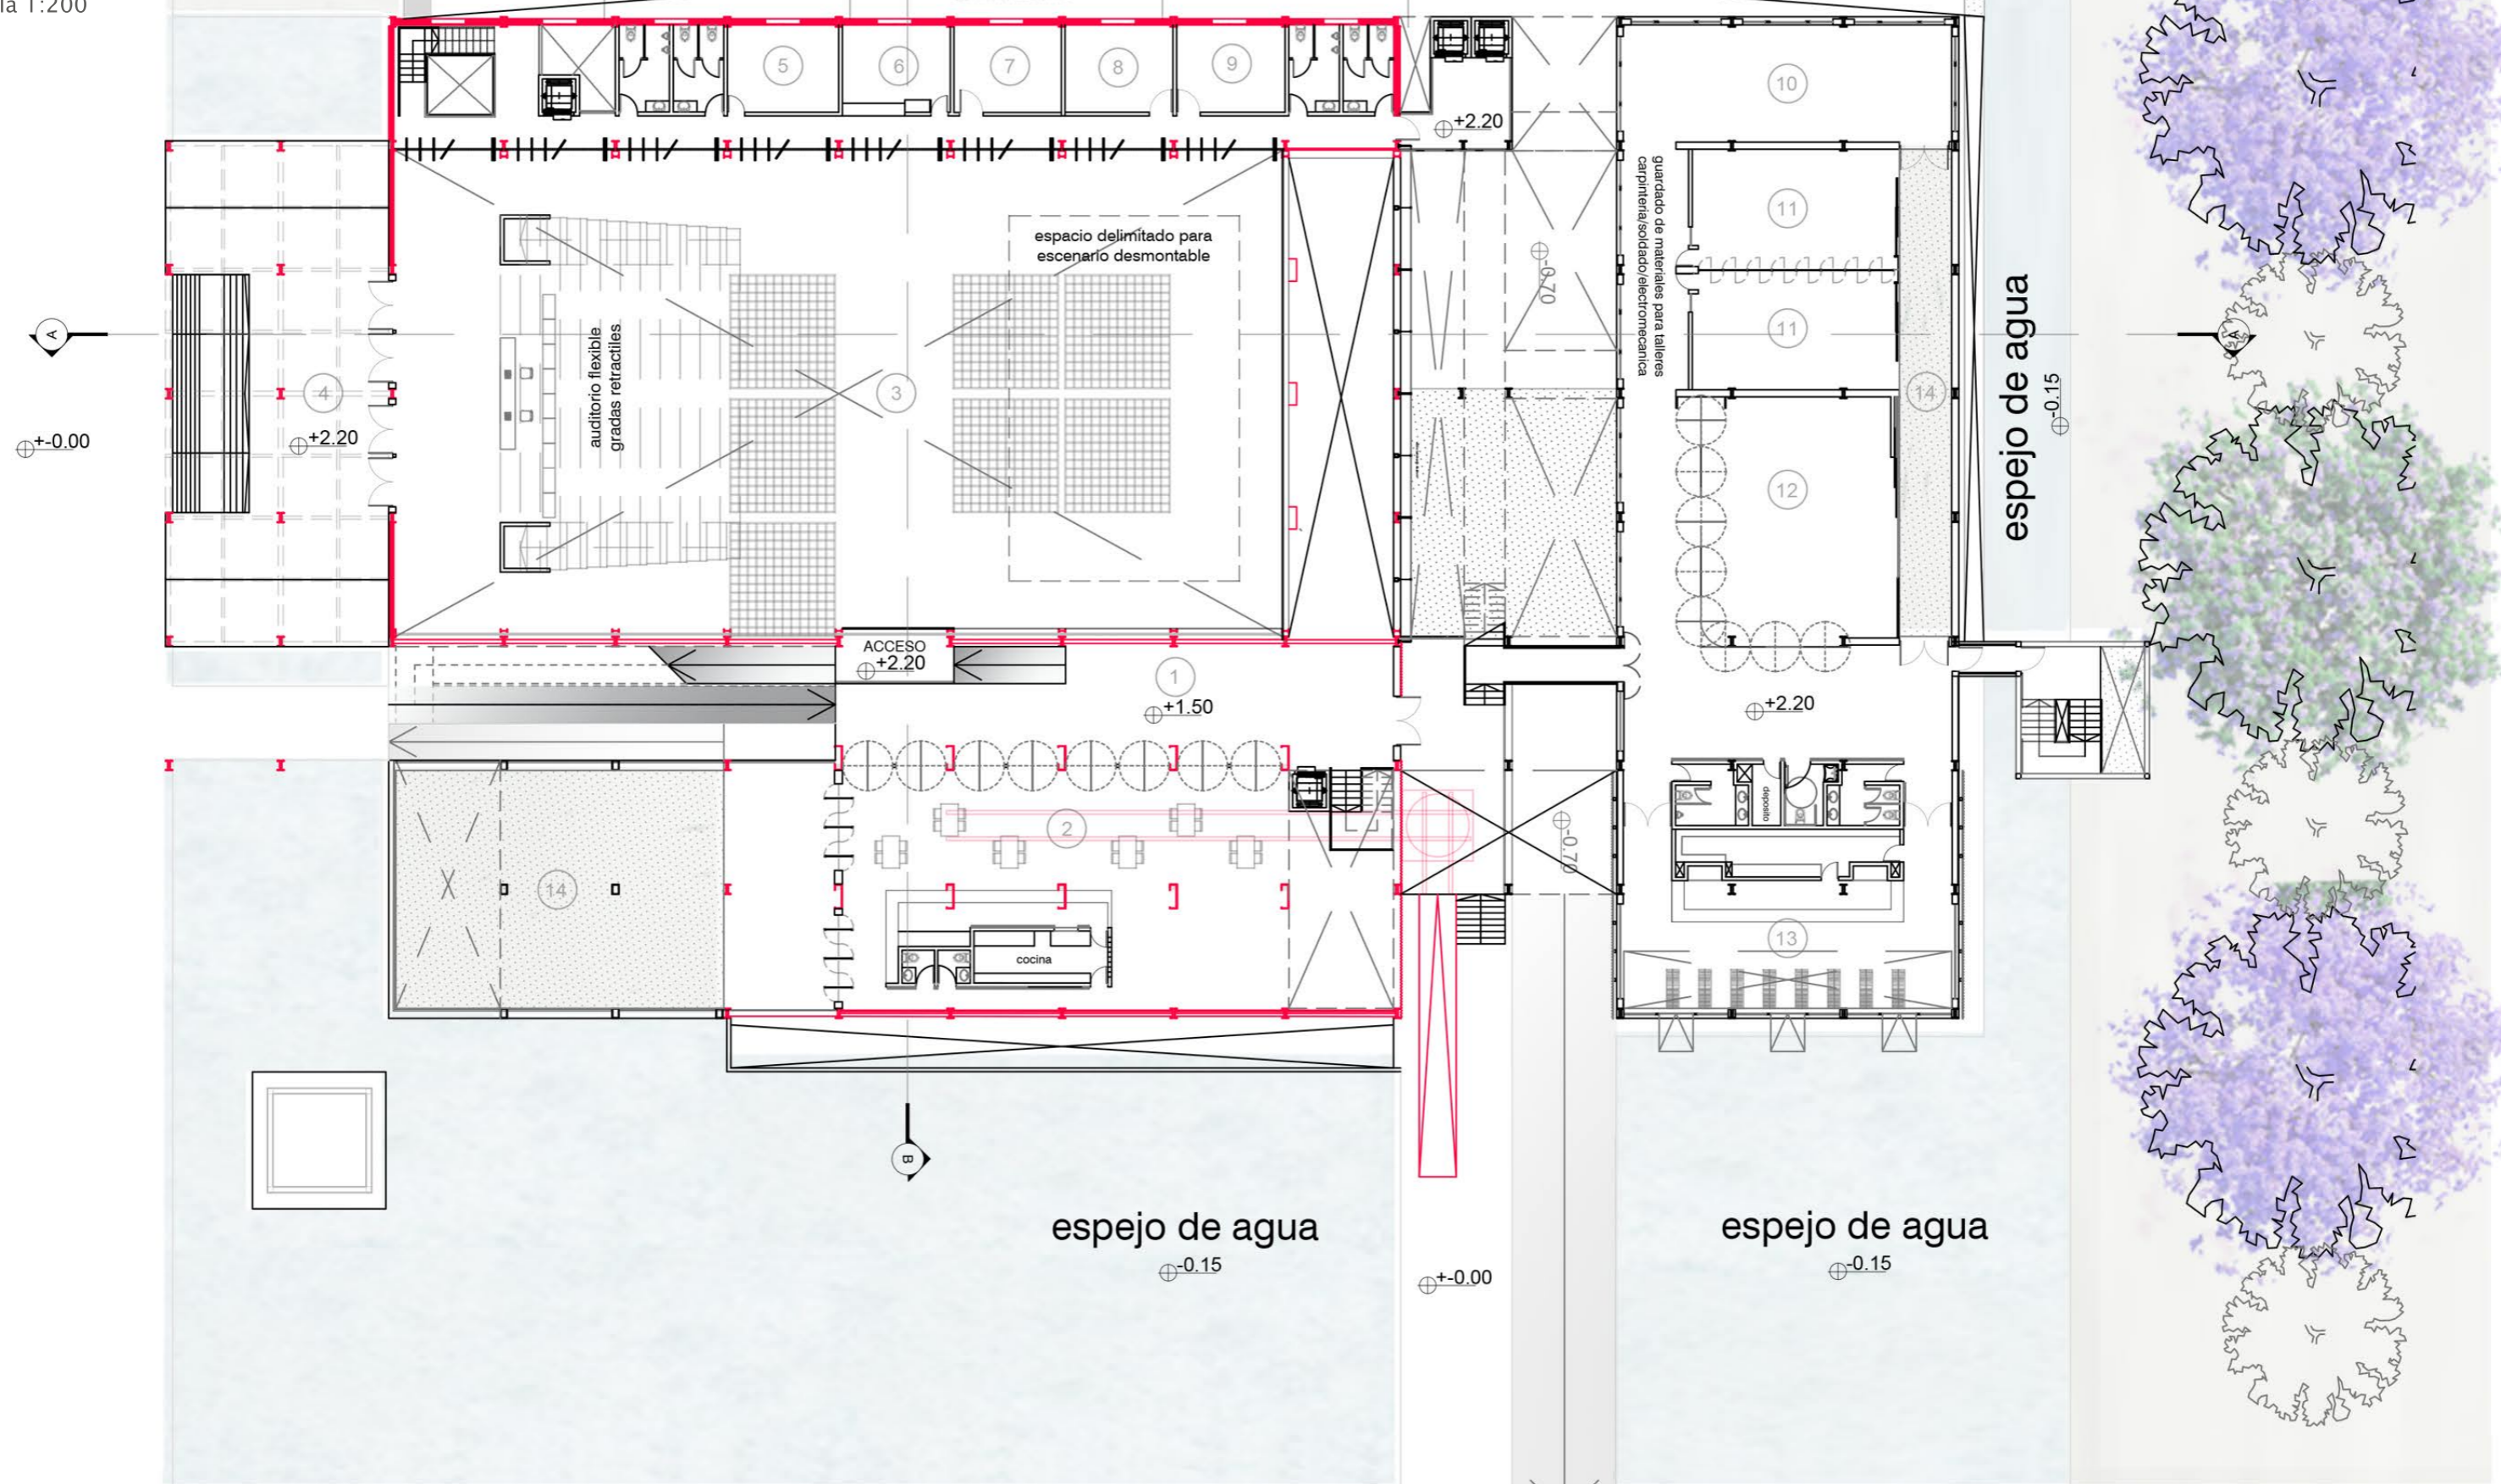 la 1:200
5
6
7
8
9
10
+2.20
guardado de materiales para talleres
carpinteria/soldado/electromecanica
11
espacio delimitado para
escenario desmontable
-0.70
11
A
A
auditorio flexible
gradas retractiles
espejo de agua
-0.15
4
3
14
+-0.00
+2.20
12
ACCESO
+2.20
1
+1.50
+2.20
2
deposito
-0.70
14
13
cocina
B
espejo de agua
-0.15
espejo de agua
-0.15
+-0.00